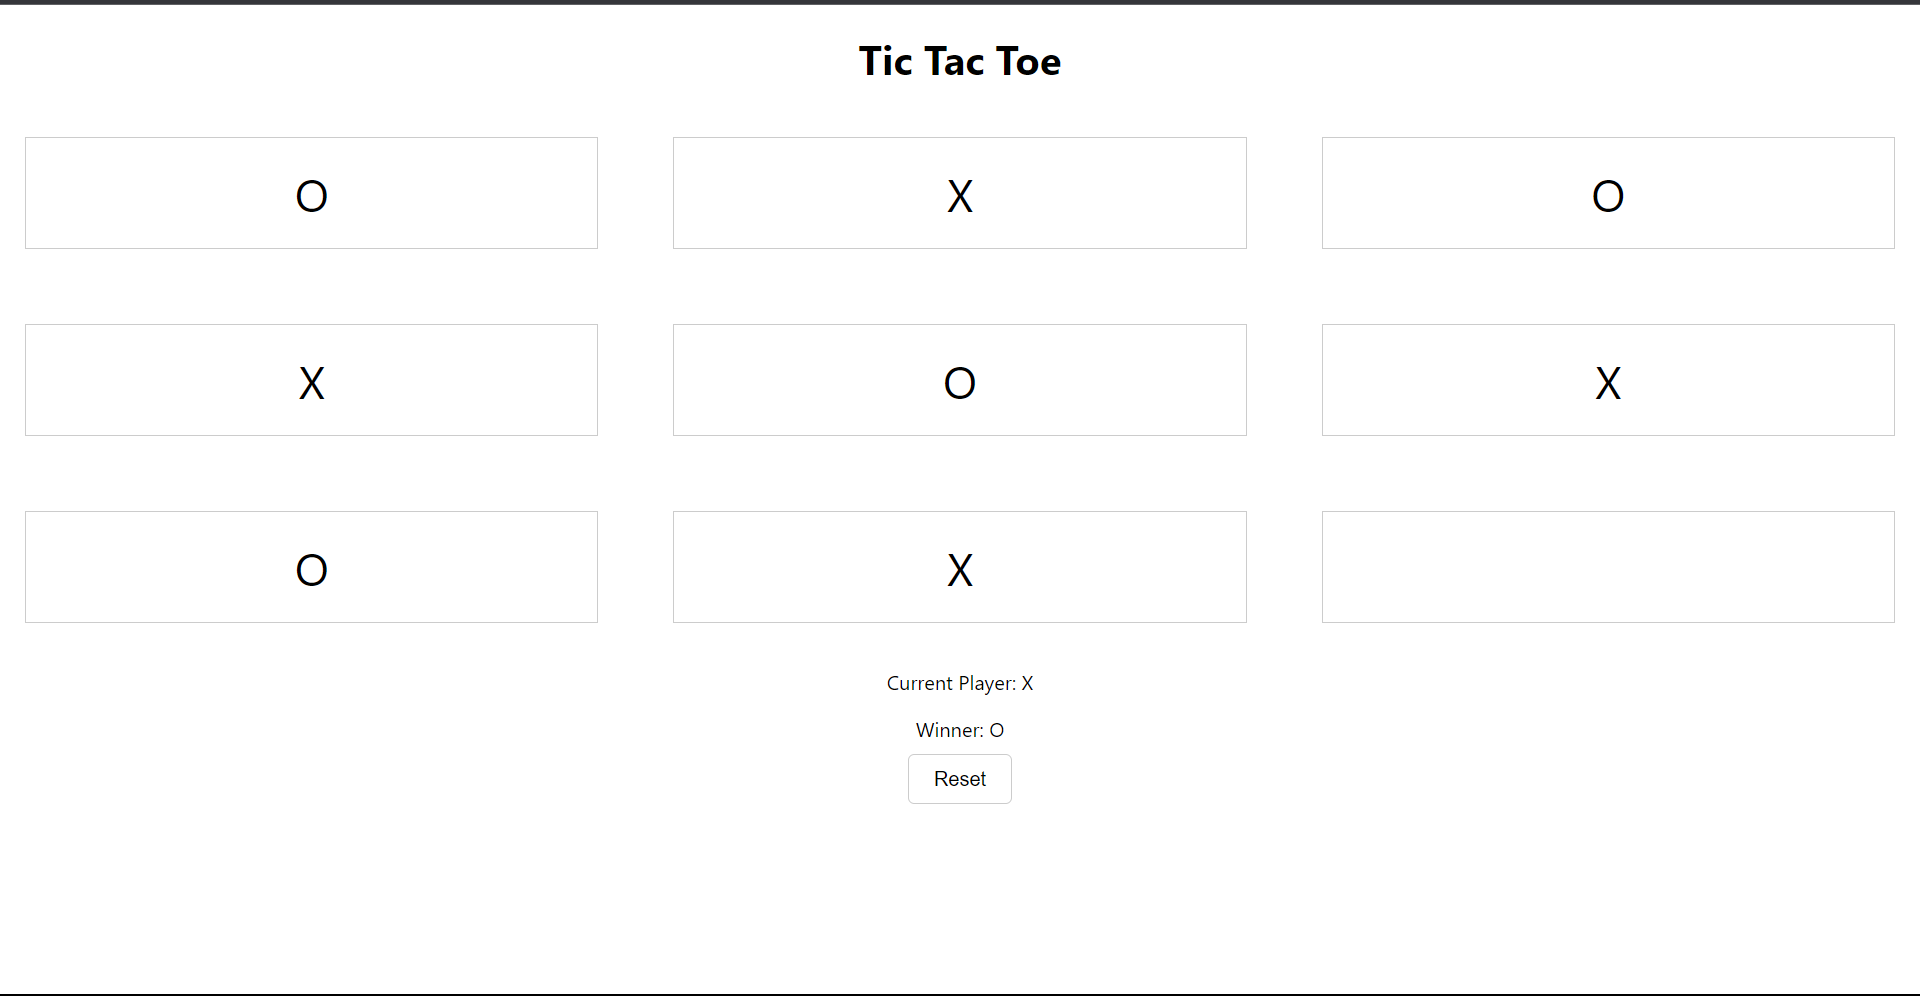 Tic Tac Toe
O X O
X O X
O X
Current Player: X
Winner: O
Reset